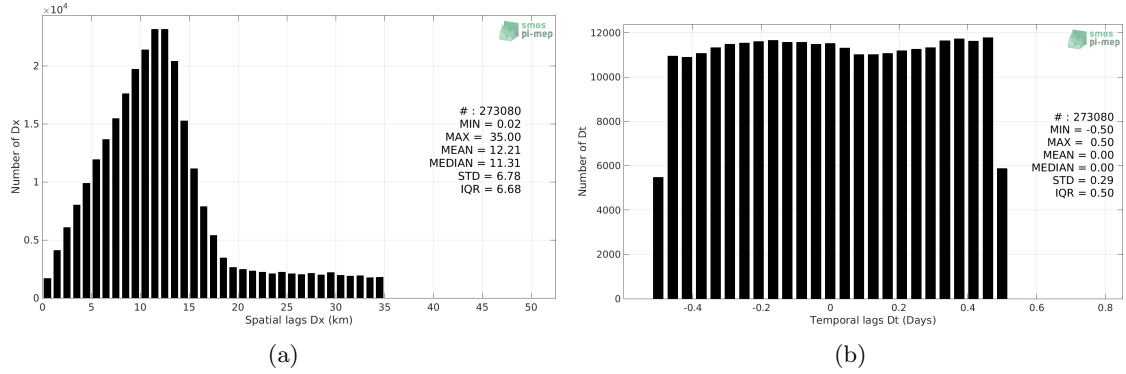 ×10⁴
smos
pi-mep
2
1.5
1
0.5
0
Number of Dx
# : 273080
MIN = 0.02
MAX = 35.00
MEAN = 12.21
MEDIAN = 11.31
STD = 6.78
IQR = 6.68
0 5 10 15 20 25 30 35 40 45 50
Spatial lags Dx (km)
(a)
smos
pi-mep
12000
10000
8000
6000
4000
2000
0
Number of Dt
# : 273080
MIN = -0.50
MAX = 0.50
MEAN = 0.00
MEDIAN = 0.00
STD = 0.29
IQR = 0.50
-0.4 -0.2 0 0.2 0.4 0.6 0.8
Temporal lags Dt (Days)
(b)